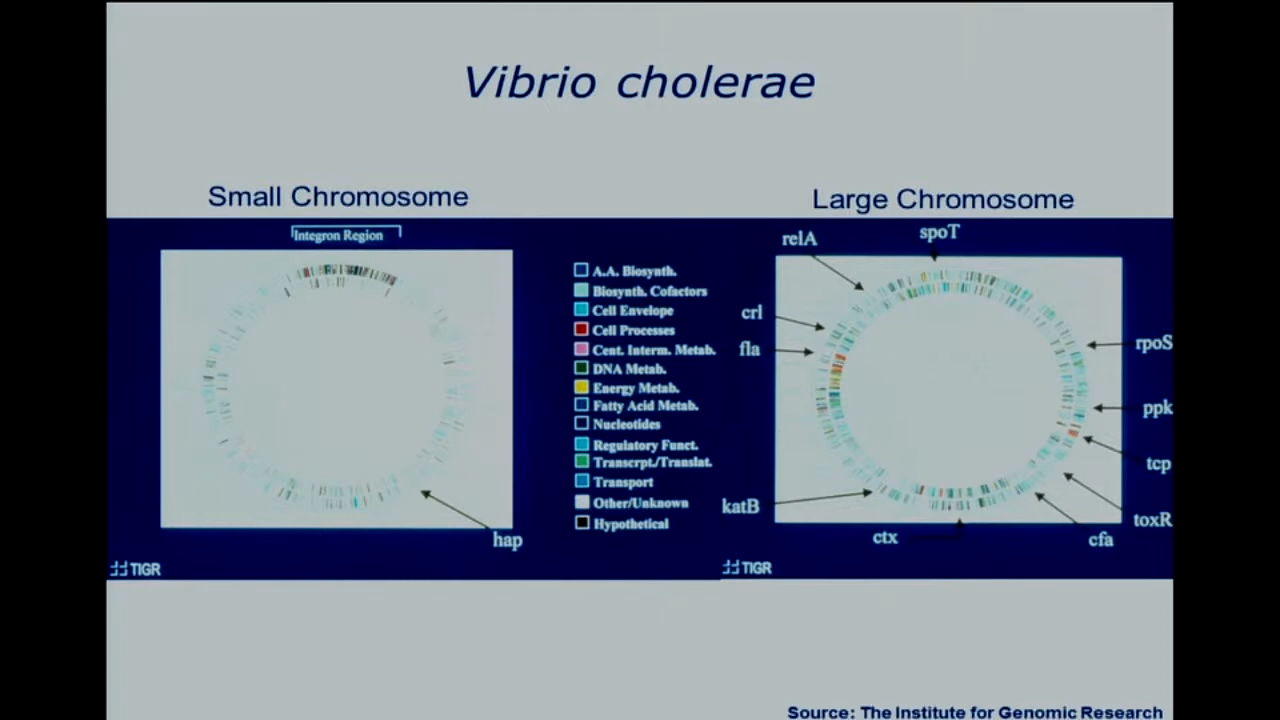 Vibrio cholerae
Small Chromosome
Large Chromosome
Integron Region
hap
TIGR
A.A. Biosynth.
Biosynth. Cofactors
Cell Envelope
Cell Processes
Cent. Interm. Metab.
DNA Metab.
Energy Metab.
Fatty Acid Metab.
Nucleotides
Regulatory Funct.
Transcrpt./Translat.
Transport
Other/Unknown
Hypothetical
relA
spoT
crl
fla
rpoS
ppk
tcp
toxR
cfa
ctx
katB
TIGR
Source: The Institute for Genomic Research